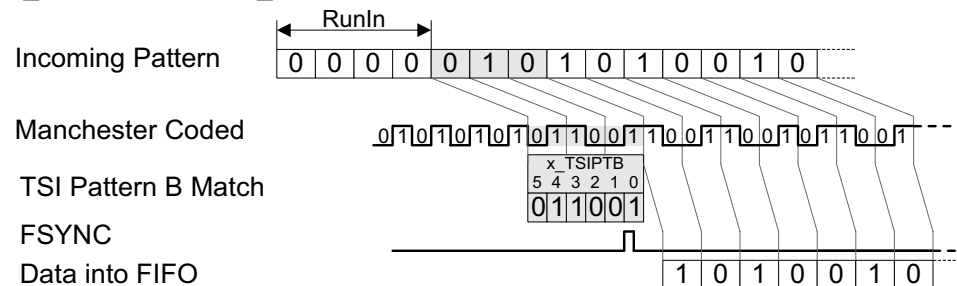 RunIn
Incoming Pattern 0 0 0 0 0 1 0 1 0 1 0 0 1 0
Manchester Coded 0 1 0 1 0 1 0 1 0 1 1 0 0 1 1 0 0 1 1 0 0 1 0 1 1 0 0 1
x_TSIPTB
TSI Pattern B Match 5 4 3 2 1 0
0 1 1 0 0 1
FSYNC
Data into FIFO 1 0 1 0 0 1 0